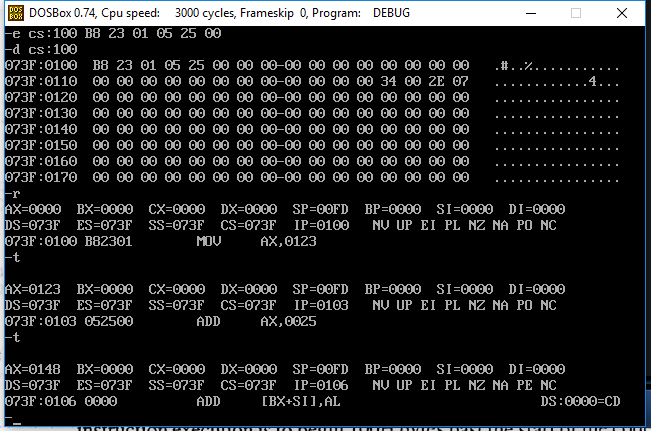 DOSBox 0.74, Cpu speed: 3000 cycles, Frameskip 0, Program: DEBUG
-e cs:100 B8 23 01 05 25 00
-d cs:100
073F:0100 B8 23 01 05 25 00 00 00-00 00 00 00 00 00 00 00 .#..%...........
073F:0110 00 00 00 00 00 00 00 00-00 00 00 00 34 00 2E 07 ............4...
073F:0120 00 00 00 00 00 00 00 00-00 00 00 00 00 00 00 00 ................
073F:0130 00 00 00 00 00 00 00 00-00 00 00 00 00 00 00 00 ................
073F:0140 00 00 00 00 00 00 00 00-00 00 00 00 00 00 00 00 ................
073F:0150 00 00 00 00 00 00 00 00-00 00 00 00 00 00 00 00 ................
073F:0160 00 00 00 00 00 00 00 00-00 00 00 00 00 00 00 00 ................
073F:0170 00 00 00 00 00 00 00 00-00 00 00 00 00 00 00 00 ................
-r
AX=0000 BX=0000 CX=0000 DX=0000 SP=00FD BP=0000 SI=0000 DI=0000
DS=073F ES=073F SS=073F CS=073F IP=0100 NV UP EI PL NZ NA PO NC
073F:0100 B82301 MOV AX,0123
-t
AX=0123 BX=0000 CX=0000 DX=0000 SP=00FD BP=0000 SI=0000 DI=0000
DS=073F ES=073F SS=073F CS=073F IP=0103 NV UP EI PL NZ NA PO NC
073F:0103 052500 ADD AX,0025
-t
AX=0148 BX=0000 CX=0000 DX=0000 SP=00FD BP=0000 SI=0000 DI=0000
DS=073F ES=073F SS=073F CS=073F IP=0106 NV UP EI PL NZ NA PE NC
073F:0106 0000 ADD [BX+SI],AL DS:0000=CD
-